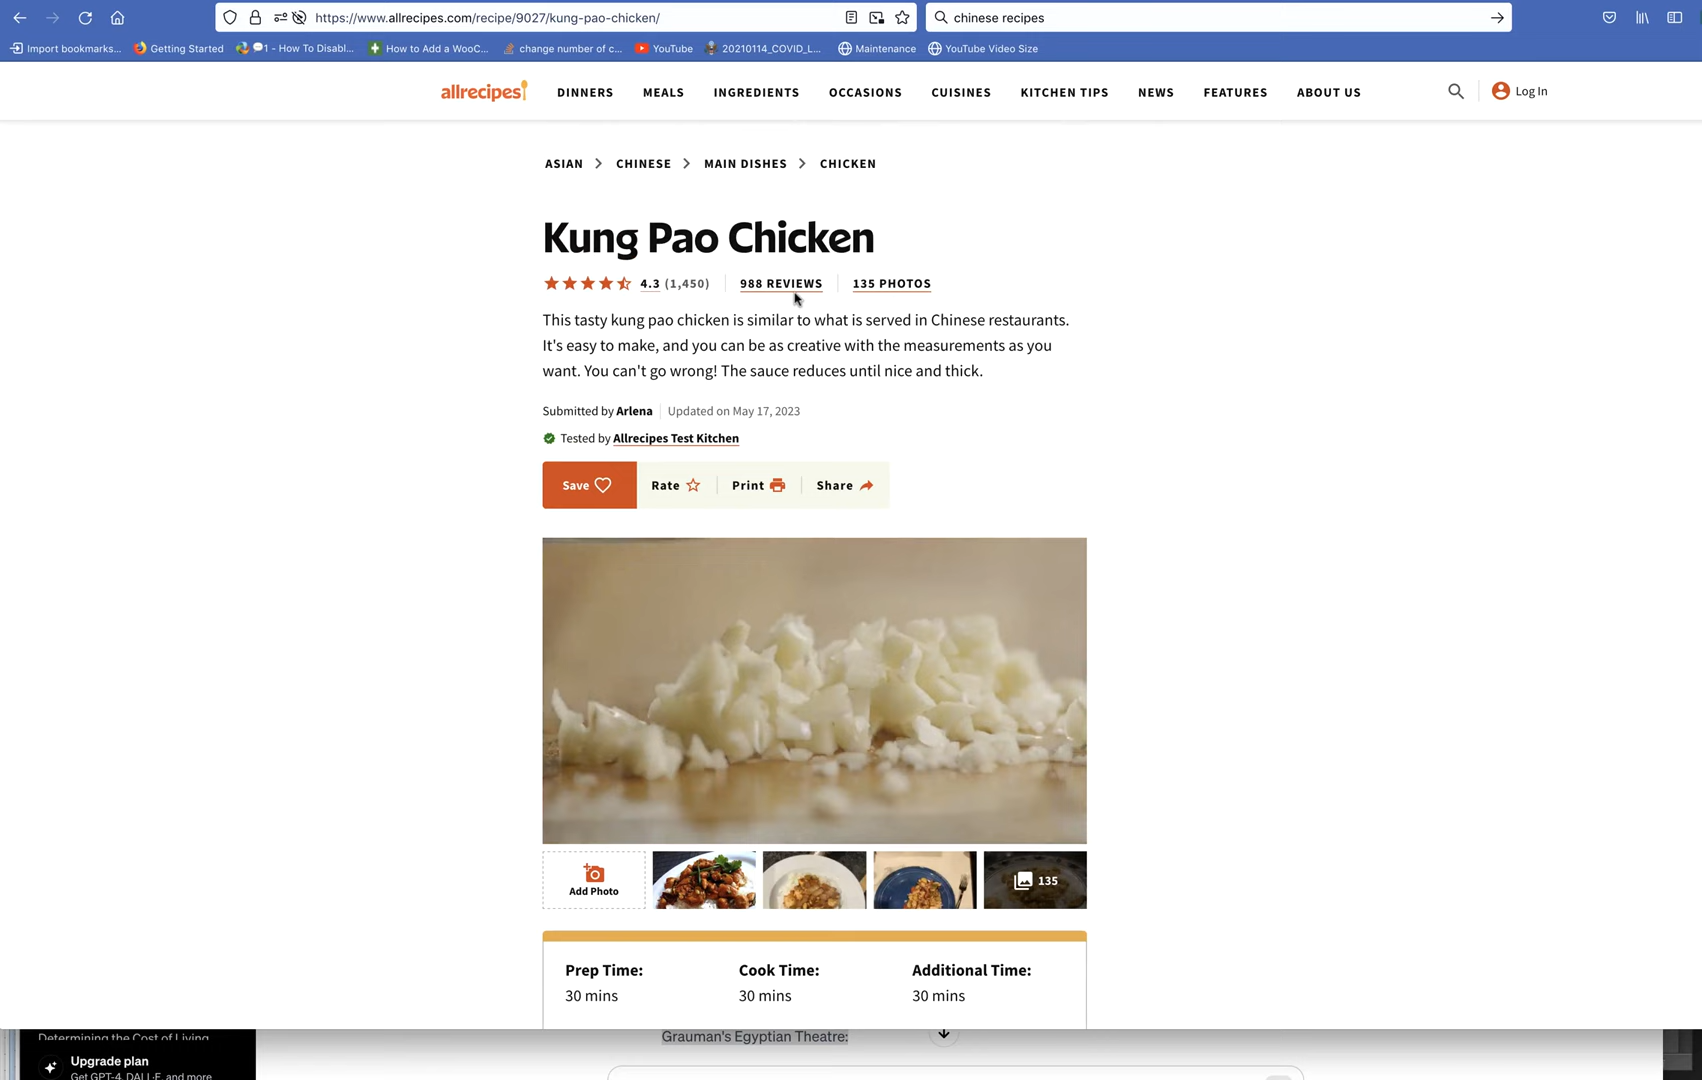 https://www.allrecipes.com/recipe/9027/kung-pao-chicken/
chinese recipes
Import bookmarks...
Getting Started
1 - How To Disabl...
How to Add a WooC...
change number of c...
YouTube
20210114_COVID_L...
Maintenance
YouTube Video Size
allrecipes
DINNERS
MEALS
INGREDIENTS
OCCASIONS
CUISINES
KITCHEN TIPS
NEWS
FEATURES
ABOUT US
Log In
ASIAN > CHINESE > MAIN DISHES > CHICKEN
Kung Pao Chicken
4.3 (1,450)
988 REVIEWS
135 PHOTOS
This tasty kung pao chicken is similar to what is served in Chinese restaurants.
It's easy to make, and you can be as creative with the measurements as you
want. You can't go wrong! The sauce reduces until nice and thick.
Submitted by Arlena
Updated on May 17, 2023
Tested by Allrecipes Test Kitchen
Save
Rate
Print
Share
Add Photo
135
Prep Time:
30 mins
Cook Time:
30 mins
Additional Time:
30 mins
Determining the Cost of Living
Grauman's Egyptian Theatre:
Upgrade plan
Get GPT-4, DALL·E, and more